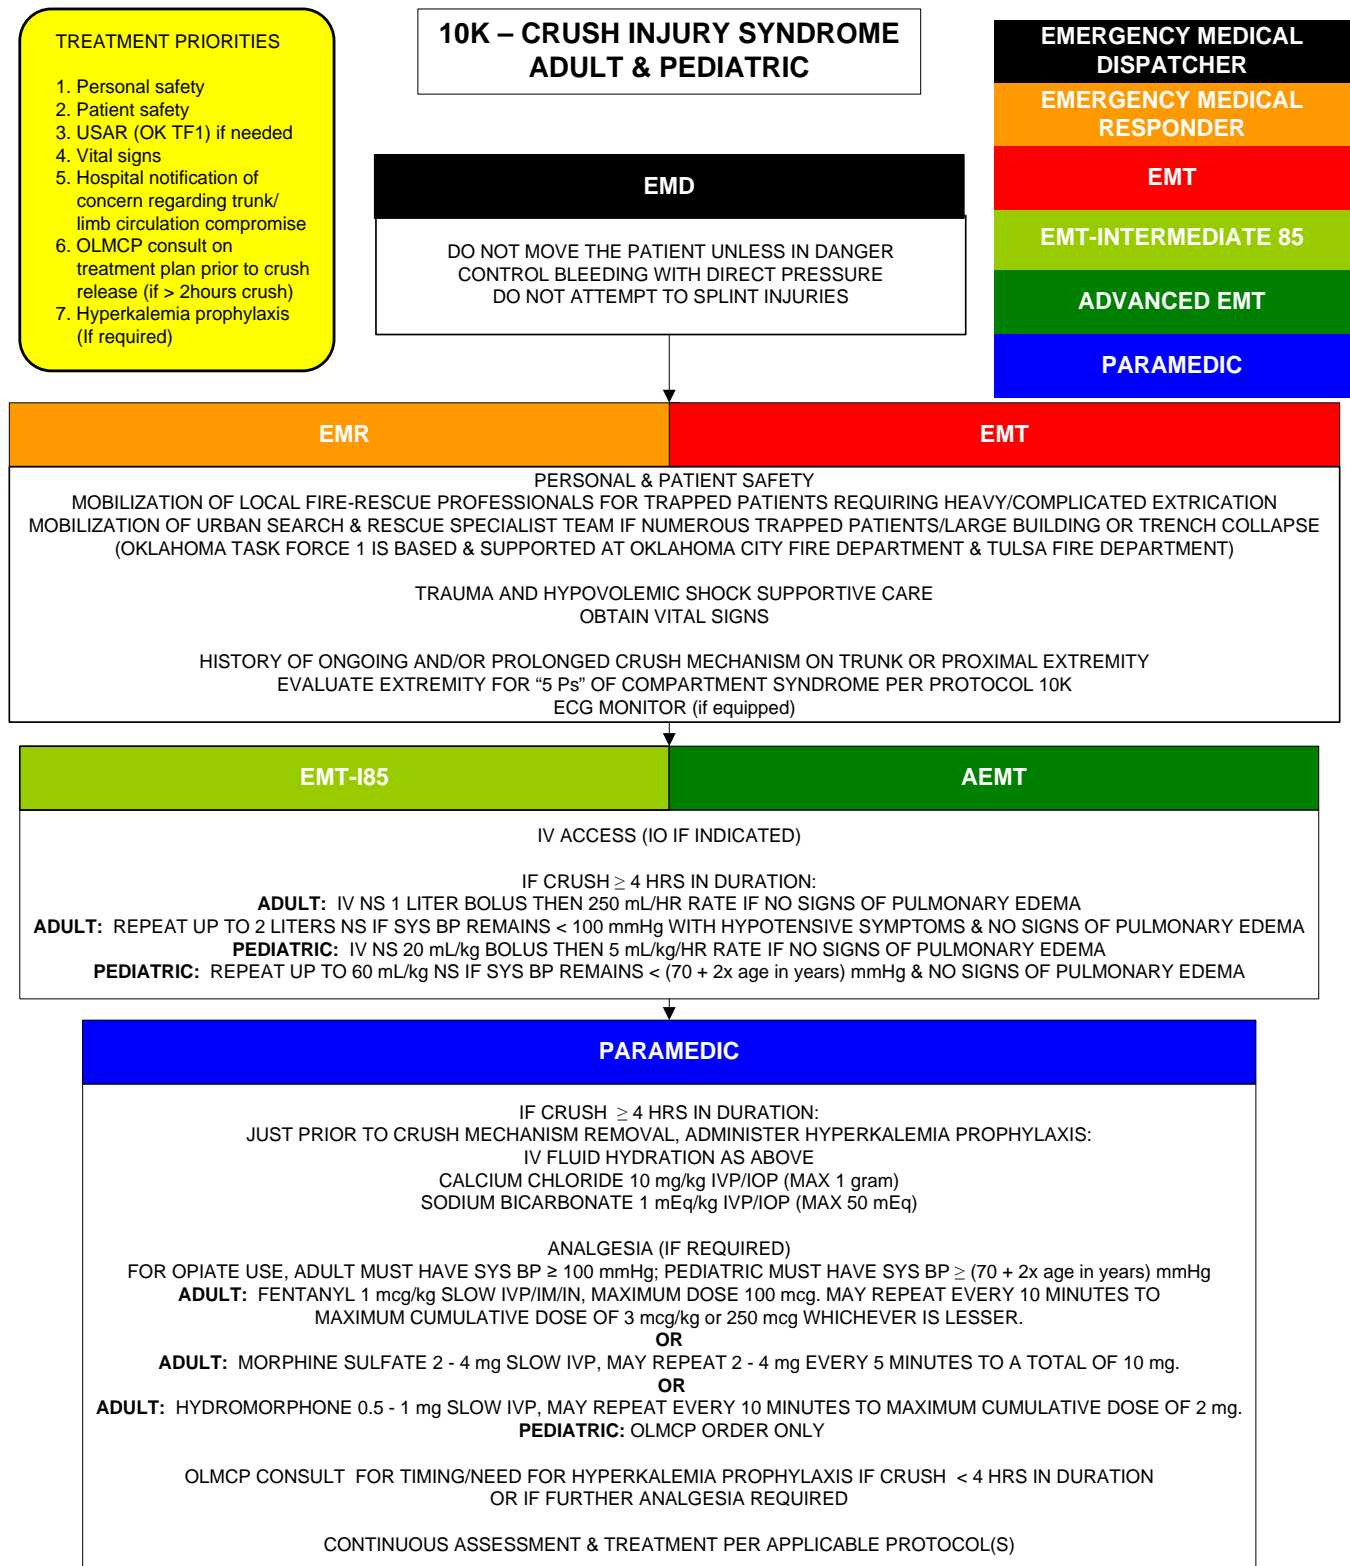 TREATMENT PRIORITIES
1. Personal safety
2. Patient safety
3. USAR (OK TF1) if needed
4. Vital signs
5. Hospital notification of
concern regarding trunk/
limb circulation compromise
6. OLMCP consult on
treatment plan prior to crush
release (if > 2hours crush)
7. Hyperkalemia prophylaxis
(If required)
10K – CRUSH INJURY SYNDROME
ADULT & PEDIATRIC
EMERGENCY MEDICAL
DISPATCHER
EMERGENCY MEDICAL
RESPONDER
EMT
EMT-INTERMEDIATE 85
ADVANCED EMT
PARAMEDIC
EMD
DO NOT MOVE THE PATIENT UNLESS IN DANGER
CONTROL BLEEDING WITH DIRECT PRESSURE
DO NOT ATTEMPT TO SPLINT INJURIES
EMR
EMT
PERSONAL & PATIENT SAFETY
MOBILIZATION OF LOCAL FIRE-RESCUE PROFESSIONALS FOR TRAPPED PATIENTS REQUIRING HEAVY/COMPLICATED EXTRICATION
MOBILIZATION OF URBAN SEARCH & RESCUE SPECIALIST TEAM IF NUMEROUS TRAPPED PATIENTS/LARGE BUILDING OR TRENCH COLLAPSE
(OKLAHOMA TASK FORCE 1 IS BASED & SUPPORTED AT OKLAHOMA CITY FIRE DEPARTMENT & TULSA FIRE DEPARTMENT)
TRAUMA AND HYPOVOLEMIC SHOCK SUPPORTIVE CARE
OBTAIN VITAL SIGNS
HISTORY OF ONGOING AND/OR PROLONGED CRUSH MECHANISM ON TRUNK OR PROXIMAL EXTREMITY
EVALUATE EXTREMITY FOR “5 Ps” OF COMPARTMENT SYNDROME PER PROTOCOL 10K
ECG MONITOR (if equipped)
EMT-I85
AEMT
IV ACCESS (IO IF INDICATED)
IF CRUSH ≥ 4 HRS IN DURATION:
ADULT: IV NS 1 LITER BOLUS THEN 250 mL/HR RATE IF NO SIGNS OF PULMONARY EDEMA
ADULT: REPEAT UP TO 2 LITERS NS IF SYS BP REMAINS < 100 mmHg WITH HYPOTENSIVE SYMPTOMS & NO SIGNS OF PULMONARY EDEMA
PEDIATRIC: IV NS 20 mL/kg BOLUS THEN 5 mL/kg/HR RATE IF NO SIGNS OF PULMONARY EDEMA
PEDIATRIC: REPEAT UP TO 60 mL/kg NS IF SYS BP REMAINS < (70 + 2x age in years) mmHg & NO SIGNS OF PULMONARY EDEMA
PARAMEDIC
IF CRUSH ≥ 4 HRS IN DURATION:
JUST PRIOR TO CRUSH MECHANISM REMOVAL, ADMINISTER HYPERKALEMIA PROPHYLAXIS:
IV FLUID HYDRATION AS ABOVE
CALCIUM CHLORIDE 10 mg/kg IVP/IOP (MAX 1 gram)
SODIUM BICARBONATE 1 mEq/kg IVP/IOP (MAX 50 mEq)
ANALGESIA (IF REQUIRED)
FOR OPIATE USE, ADULT MUST HAVE SYS BP ≥ 100 mmHg; PEDIATRIC MUST HAVE SYS BP ≥ (70 + 2x age in years) mmHg
ADULT: FENTANYL 1 mcg/kg SLOW IVP/IM/IN, MAXIMUM DOSE 100 mcg. MAY REPEAT EVERY 10 MINUTES TO
MAXIMUM CUMULATIVE DOSE OF 3 mcg/kg or 250 mcg WHICHEVER IS LESSER.
OR
ADULT: MORPHINE SULFATE 2 - 4 mg SLOW IVP, MAY REPEAT 2 - 4 mg EVERY 5 MINUTES TO A TOTAL OF 10 mg.
OR
ADULT: HYDROMORPHONE 0.5 - 1 mg SLOW IVP, MAY REPEAT EVERY 10 MINUTES TO MAXIMUM CUMULATIVE DOSE OF 2 mg.
PEDIATRIC: OLMCP ORDER ONLY
OLMCP CONSULT FOR TIMING/NEED FOR HYPERKALEMIA PROPHYLAXIS IF CRUSH < 4 HRS IN DURATION
OR IF FURTHER ANALGESIA REQUIRED
CONTINUOUS ASSESSMENT & TREATMENT PER APPLICABLE PROTOCOL(S)